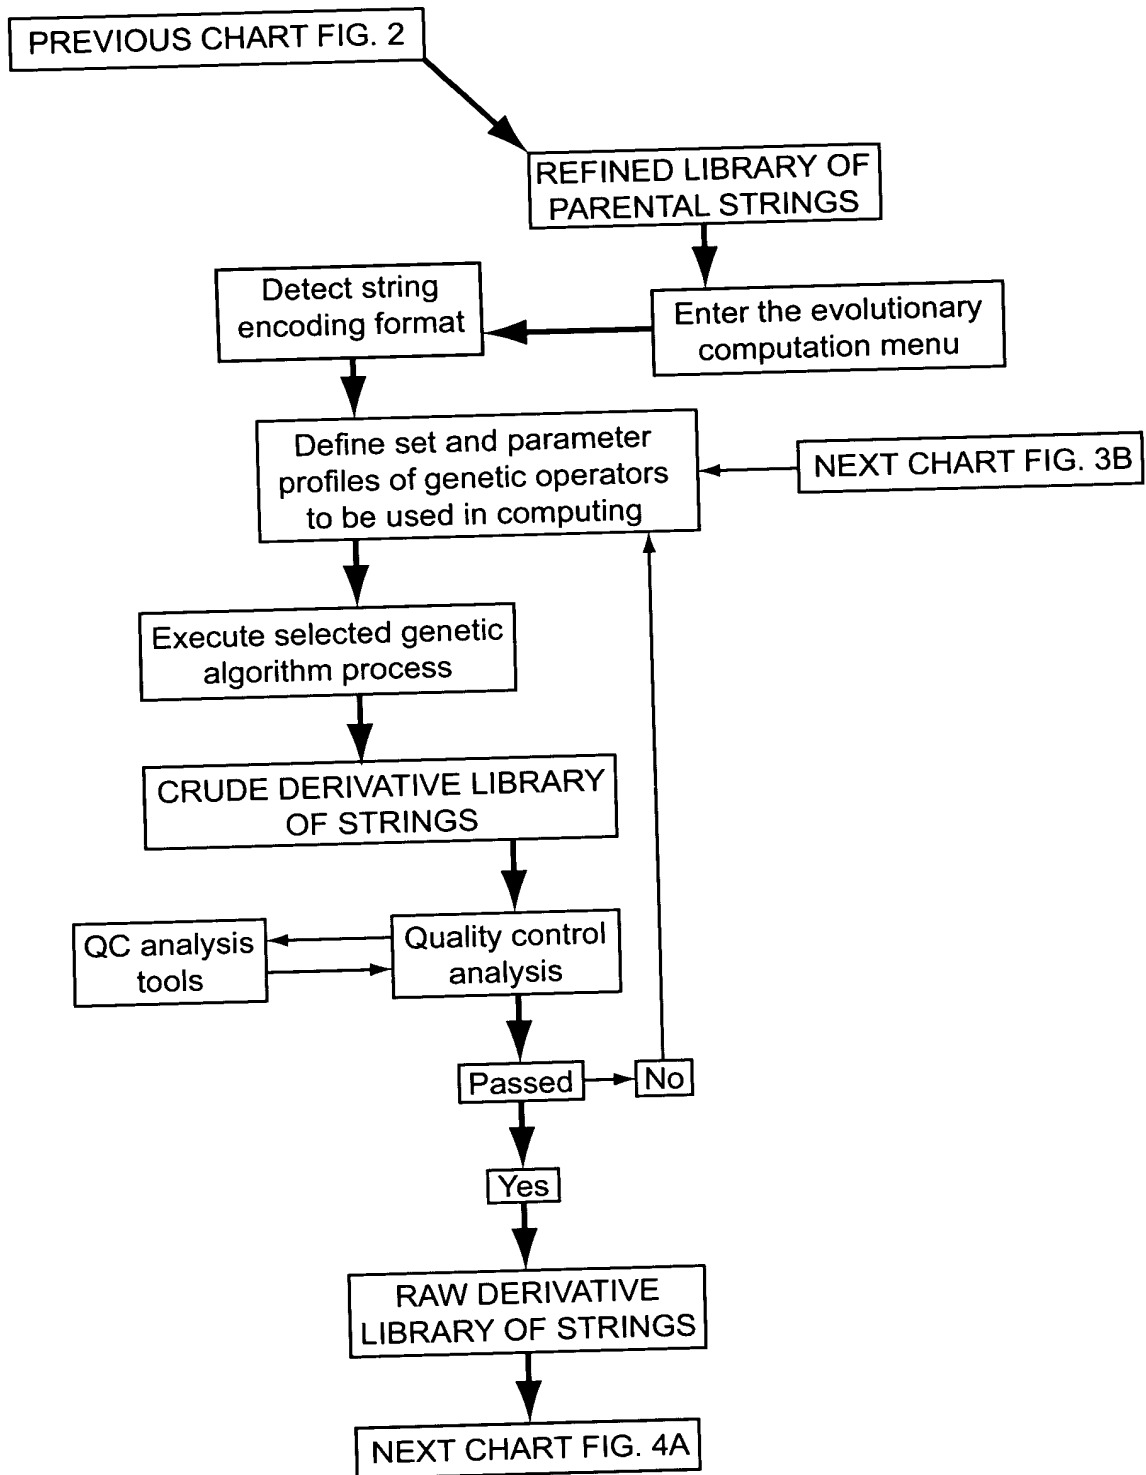 PREVIOUS CHART FIG. 2
REFINED LIBRARY OF
PARENTAL STRINGS
Enter the evolutionary
computation menu
Detect string
encoding format
Define set and parameter
profiles of genetic operators
to be used in computing
NEXT CHART FIG. 3B
Execute selected genetic
algorithm process
CRUDE DERIVATIVE LIBRARY
OF STRINGS
Quality control
analysis
QC analysis
tools
Passed
No
Yes
RAW DERIVATIVE
LIBRARY OF STRINGS
NEXT CHART FIG. 4A